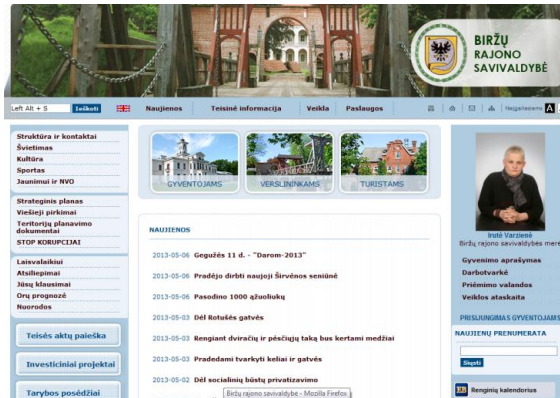 BIRŽŲ
RAJONO
SAVIVALDYBĖ
Left Alt + S
Ieškoti
Naujienos
Teisinė informacija
Veikla
Paslaugos
Neįgaliesiems A
Struktūra ir kontaktai
Švietimas
Kultūra
Sportas
Jaunimui ir NVO
Strateginis planas
Viešieji pirkimai
Teritorijų planavimo
dokumentai
STOP KORUPCIJAI
Laisvalaikiui
Atsiliepimai
Jūsų klausimai
Orų prognozė
Nuorodos
Teisės aktų paieška
Investiciniai projektai
Tarybos posėdžiai
GYVENTOJAMS
VERSLININKAMS
TURISTAMS
NAUJIENOS
2013-05-06 Gegužės 11 d. - "Darom-2013"
2013-05-06 Pradėjo dirbti naujoji Širvėnos seniūnė
2013-05-06 Pasodino 1000 ąžuoliukų
2013-05-03 Dėl Rotušės gatvės
2013-05-03 Rengiant dviračių ir pėsčiųjų taką bus kertami medžiai
2013-05-03 Pradedami tvarkyti keliai ir gatvės
2013-05-02 Dėl socialinių būstų privatizavimo
Biržų rajono savivaldybė - Mozilla Firefox
Irutė Varzienė
Biržų rajono savivaldybės merė
Gyvenimo aprašymas
Darbotvarkė
Priėmimo valandos
Veiklos ataskaita
PRISIJUNGIMAS GYVENTOJAMS
NAUJIENŲ PRENUMERATA
Siųsti
Renginių kalendorius